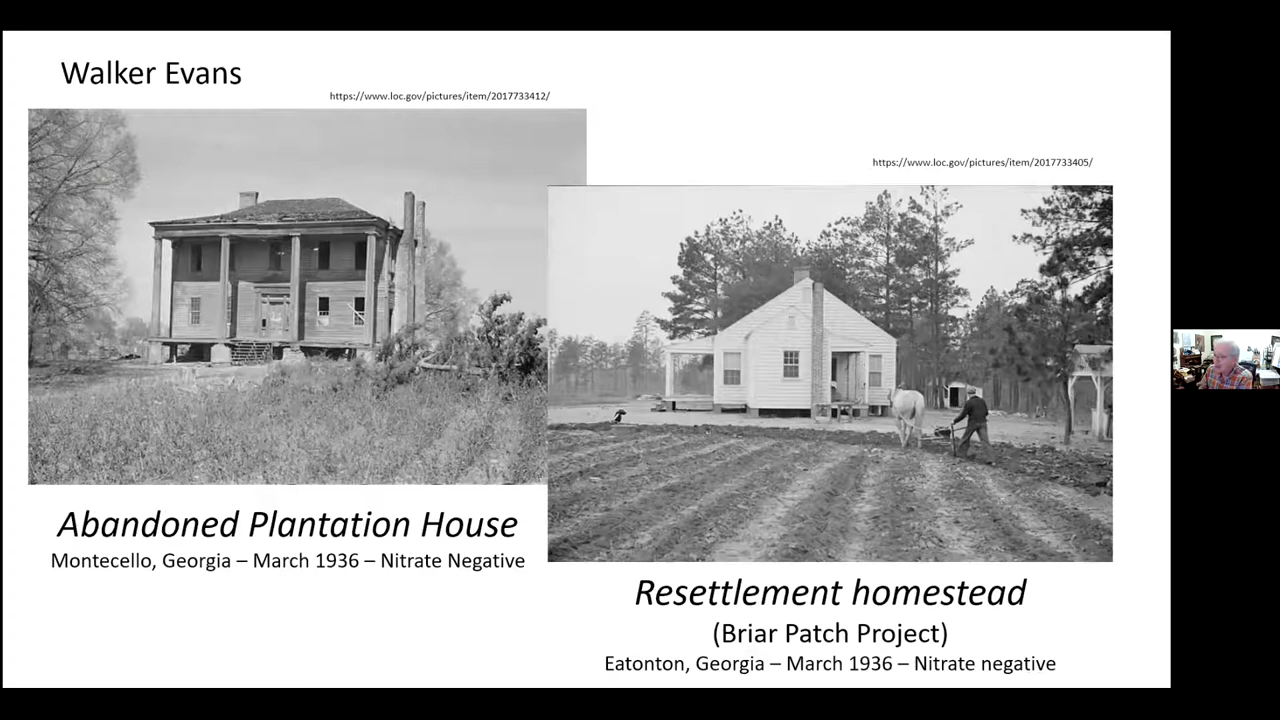 Walker Evans
https://www.loc.gov/pictures/item/2017733412/
https://www.loc.gov/pictures/item/2017733405/
Abandoned Plantation House
Montecello, Georgia – March 1936 – Nitrate Negative
Resettlement homestead
(Briar Patch Project)
Eatonton, Georgia – March 1936 – Nitrate negative